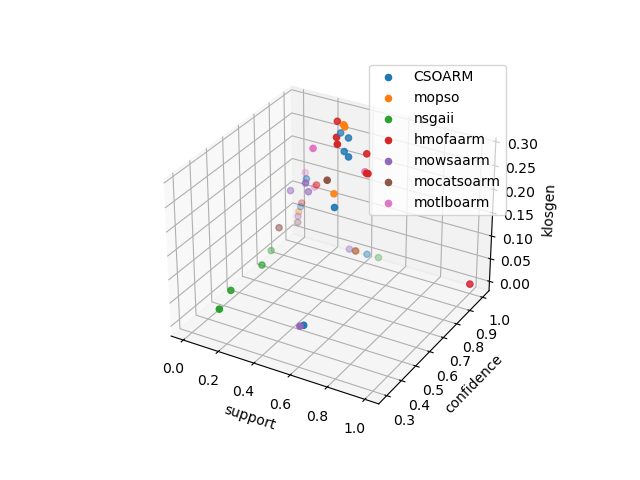 CSOARM
mopso
nsgaii
hmofaarm
mowsaarm
mocatsoarm
motlboarm
0.30
0.25
0.20
0.15
0.10
0.05
0.00
klosgen
0.0
0.2
0.4
0.6
0.8
1.0
support
0.3
0.4
0.5
0.6
0.7
0.8
0.9
1.0
confidence